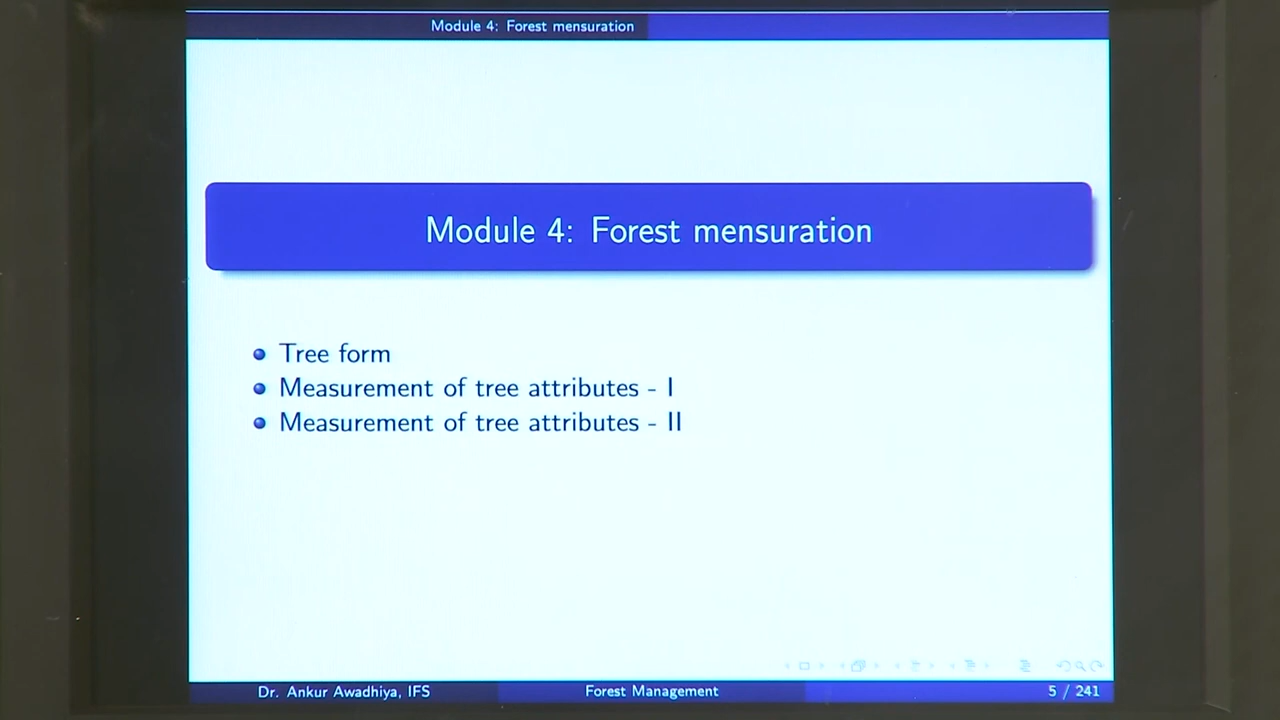 Module 4: Forest mensuration
Module 4: Forest mensuration
Tree form
Measurement of tree attributes - I
Measurement of tree attributes - II
Dr. Ankur Awadhiya, IFS
Forest Management
5 / 241